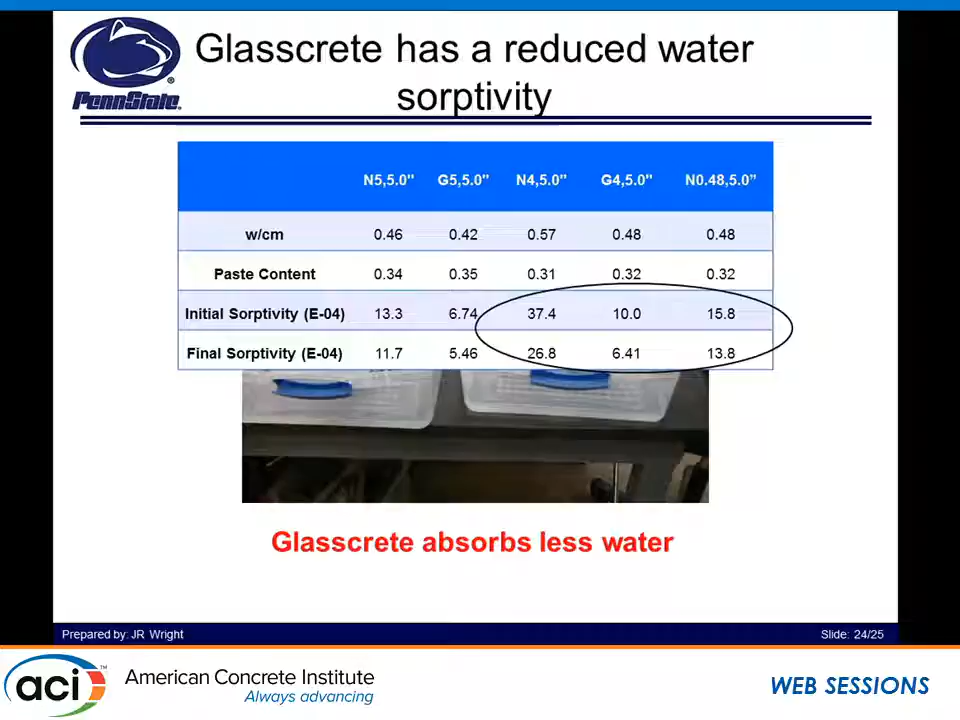 PennState
Glasscrete has a reduced water
sorptivity
N5,5.0" G5,5.0" N4,5.0" G4,5.0" N0.48,5.0”
w/cm 0.46 0.42 0.57 0.48 0.48
Paste Content 0.34 0.35 0.31 0.32 0.32
Initial Sorptivity (E-04) 13.3 6.74 37.4 10.0 15.8
Final Sorptivity (E-04) 11.7 5.46 26.8 6.41 13.8
Glasscrete absorbs less water
Prepared by: JR Wright Slide: 24/25
aci™ American Concrete Institute
Always advancing
WEB SESSIONS